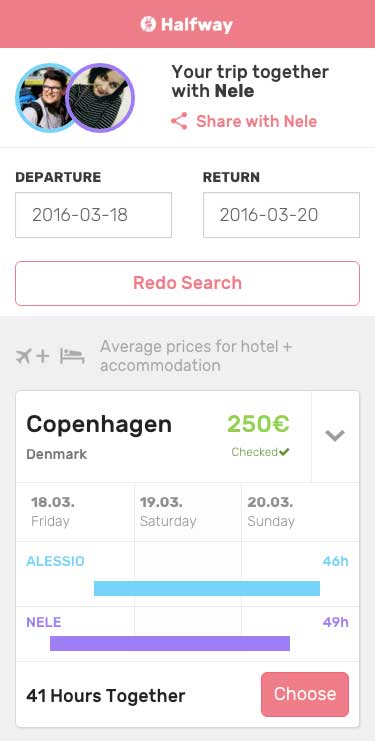 Halfway
Your trip together
with Nele
Share with Nele
DEPARTURE
RETURN
2016-03-18
2016-03-20
Redo Search
Average prices for hotel +
accommodation
Copenhagen
250€
Denmark
Checked
18.03.
19.03.
20.03.
Friday
Saturday
Sunday
ALESSIO
46h
NELE
49h
41 Hours Together
Choose